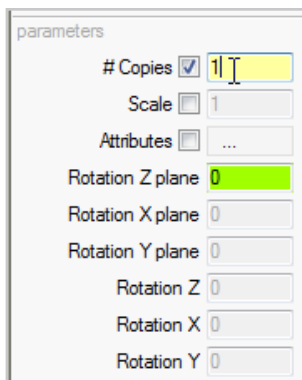 parameters
# Copies 1
Scale 1
Attributes ...
Rotation Z plane 0
Rotation X plane 0
Rotation Y plane 0
Rotation Z 0
Rotation X 0
Rotation Y 0